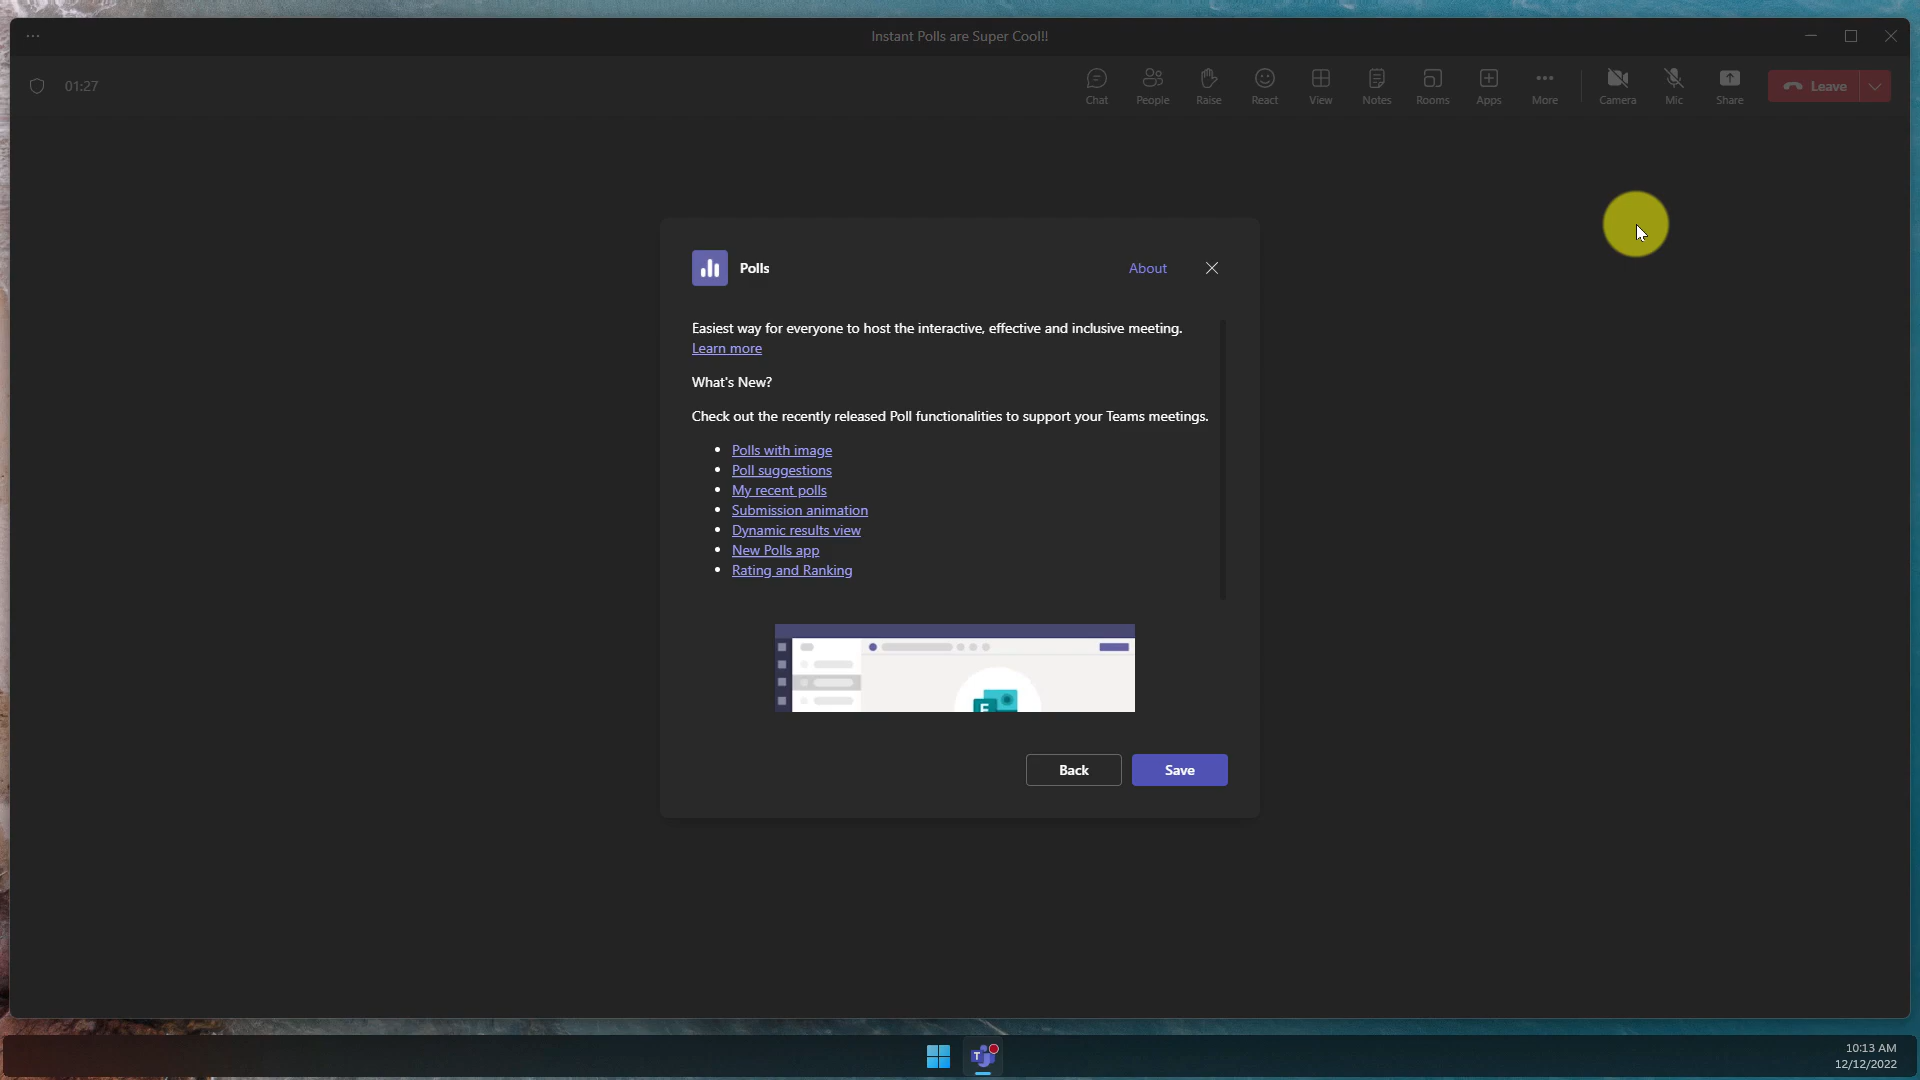 Instant Polls are Super Cool!!
01:27
Chat
People
Raise
React
View
Notes
Rooms
Apps
More
Camera
Mic
Share
Leave
Polls
About
Easiest way for everyone to host the interactive, effective and inclusive meeting.
Learn more
What's New?
Check out the recently released Poll functionalities to support your Teams meetings.
Polls with image
Poll suggestions
My recent polls
Submission animation
Dynamic results view
New Polls app
Rating and Ranking
Back
Save
10:13 AM
12/12/2022